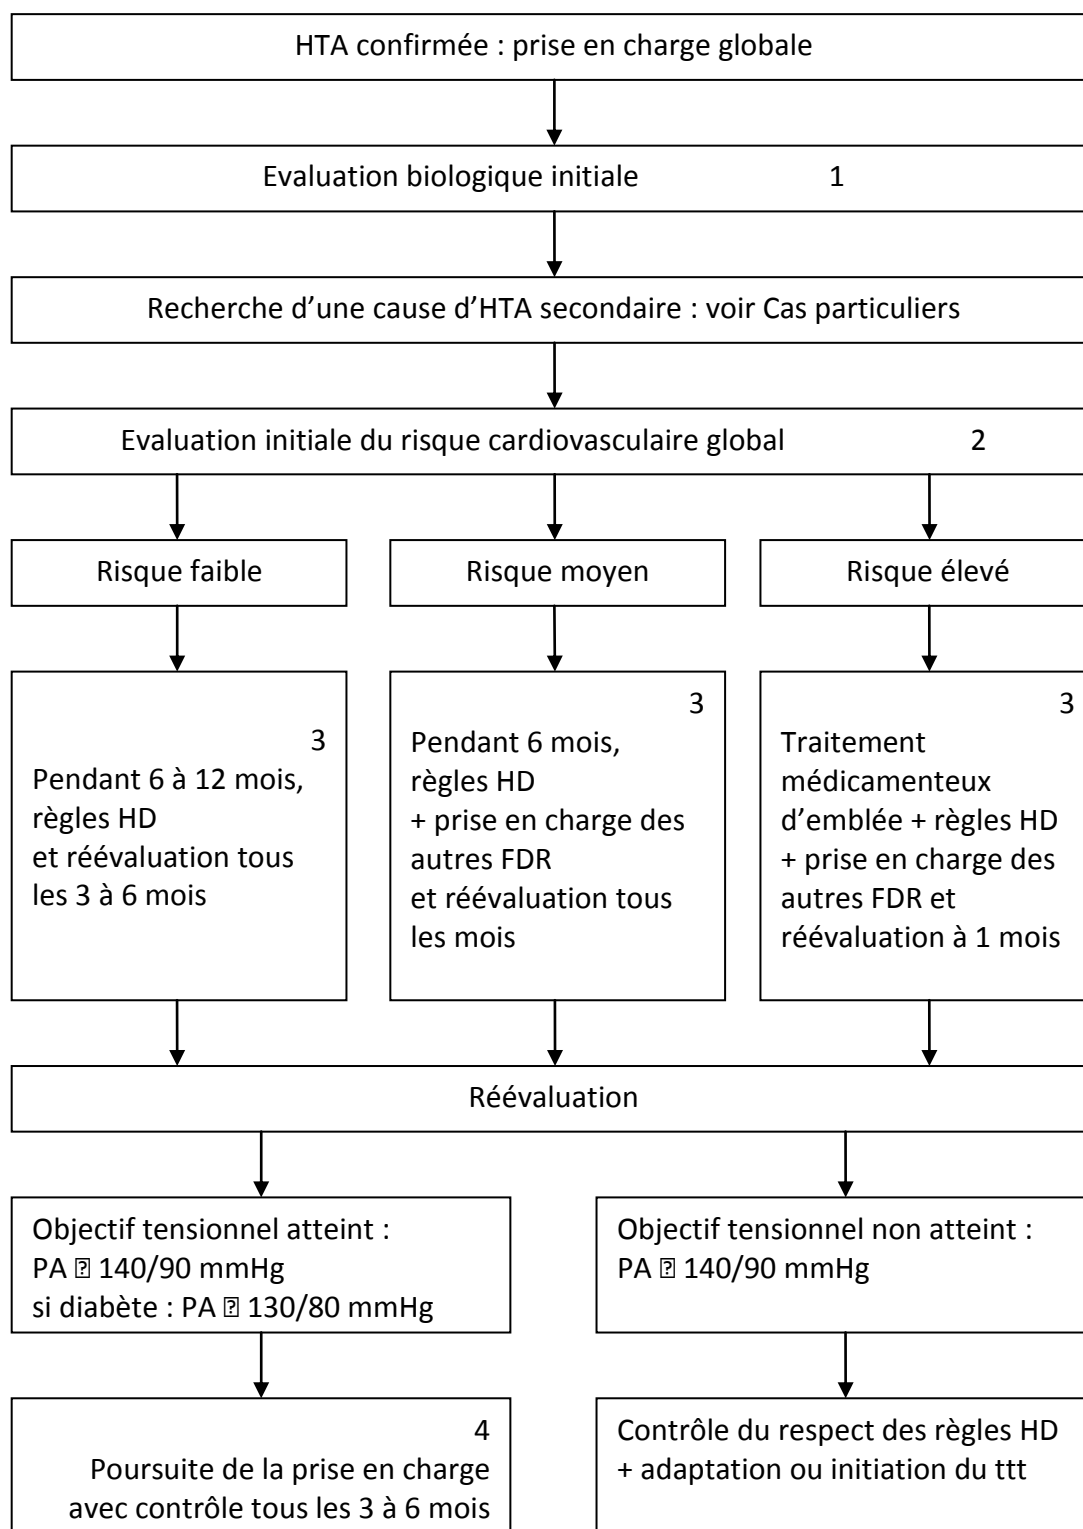 HTA confirmée : prise en charge globale
Evaluation biologique initiale 1
Recherche d’une cause d’HTA secondaire : voir Cas particuliers
Evaluation initiale du risque cardiovasculaire global 2
Risque faible
Risque moyen
Risque élevé
3
Pendant 6 à 12 mois,
règles HD
et réévaluation tous
les 3 à 6 mois
3
Pendant 6 mois,
règles HD
+ prise en charge des
autres FDR
et réévaluation tous
les mois
3
Traitement
médicamenteux
d’emblée + règles HD
+ prise en charge des
autres FDR et
réévaluation à 1 mois
Réévaluation
Objectif tensionnel atteint :
PA ⍰ 140/90 mmHg
si diabète : PA ⍰ 130/80 mmHg
Objectif tensionnel non atteint :
PA ⍰ 140/90 mmHg
4
Poursuite de la prise en charge
avec contrôle tous les 3 à 6 mois
Contrôle du respect des règles HD
+ adaptation ou initiation du ttt